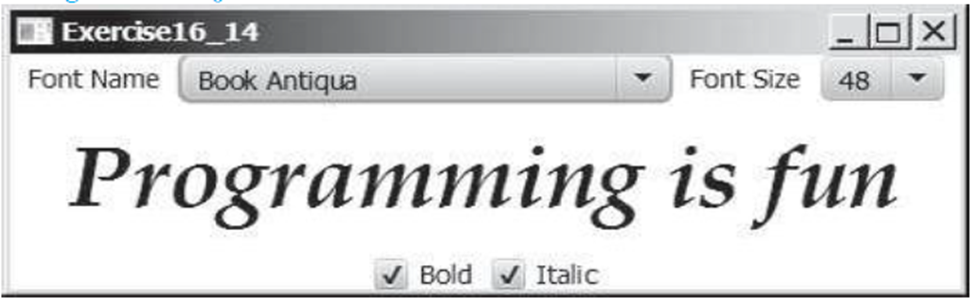 Exercise16_14
Font Name Book Antiqua Font Size 48
Programming is fun
Bold Italic